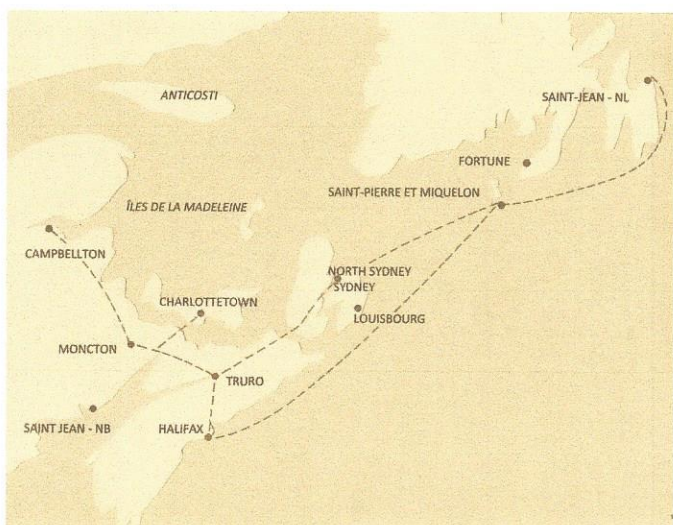 ANTICOSTI
SAINT-JEAN - NL
FORTUNE
SAINT-PIERRE ET MIQUELON
ÎLES DE LA MADELEINE
CAMPBELLTON
NORTH SYDNEY
SYDNEY
CHARLOTTETOWN
LOUISBOURG
MONCTON
TRURO
SAINT JEAN - NB
HALIFAX